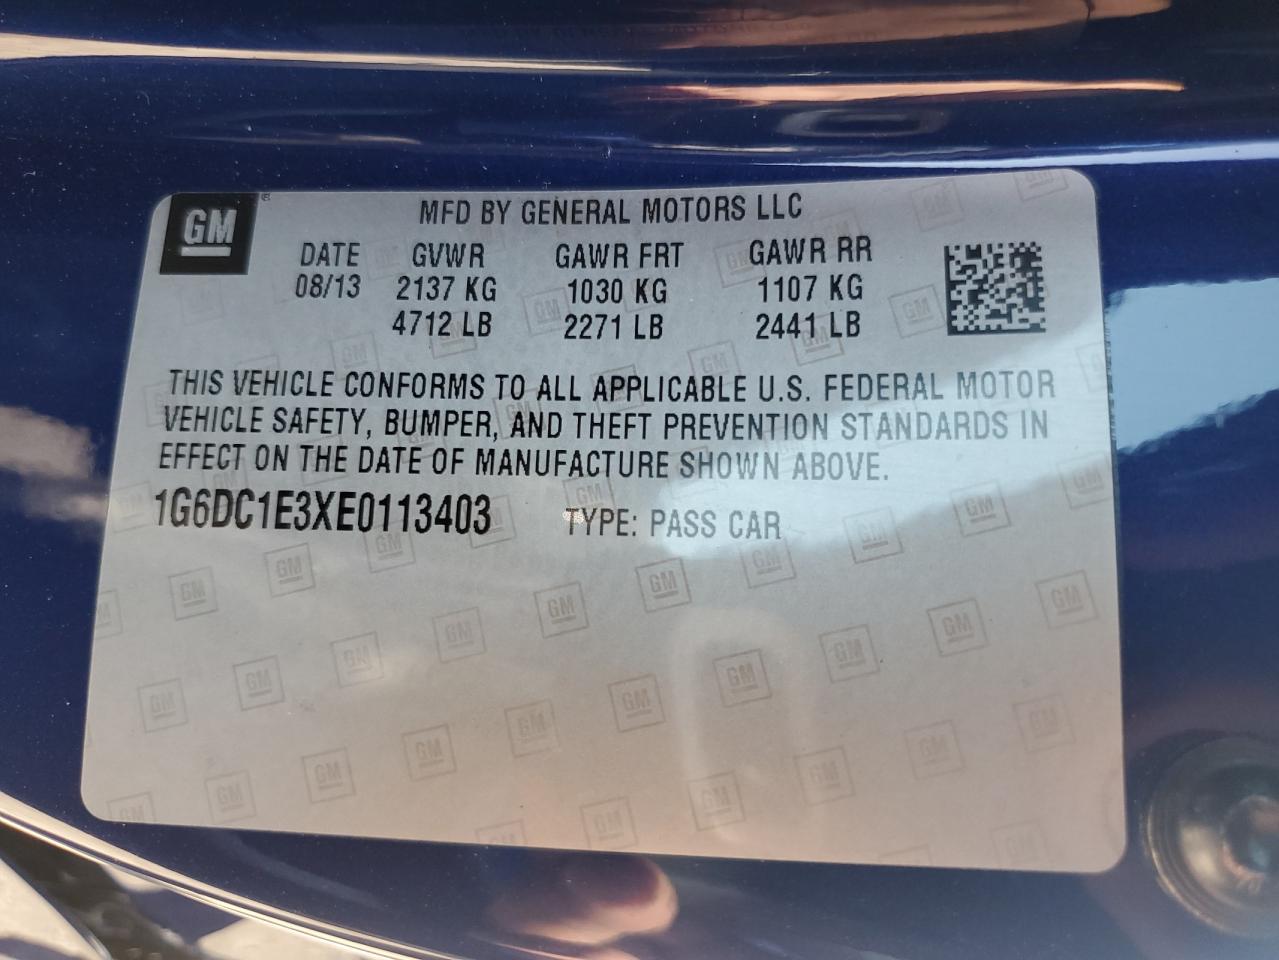 GM
MFD BY GENERAL MOTORS LLC
DATE GVWR GAWR FRT GAWR RR
08/13 2137 KG 1030 KG 1107 KG
4712 LB 2271 LB 2441 LB
THIS VEHICLE CONFORMS TO ALL APPLICABLE U.S. FEDERAL MOTOR
VEHICLE SAFETY, BUMPER, AND THEFT PREVENTION STANDARDS IN
EFFECT ON THE DATE OF MANUFACTURE SHOWN ABOVE.
1G6DC1E3XE0113403 TYPE: PASS CAR